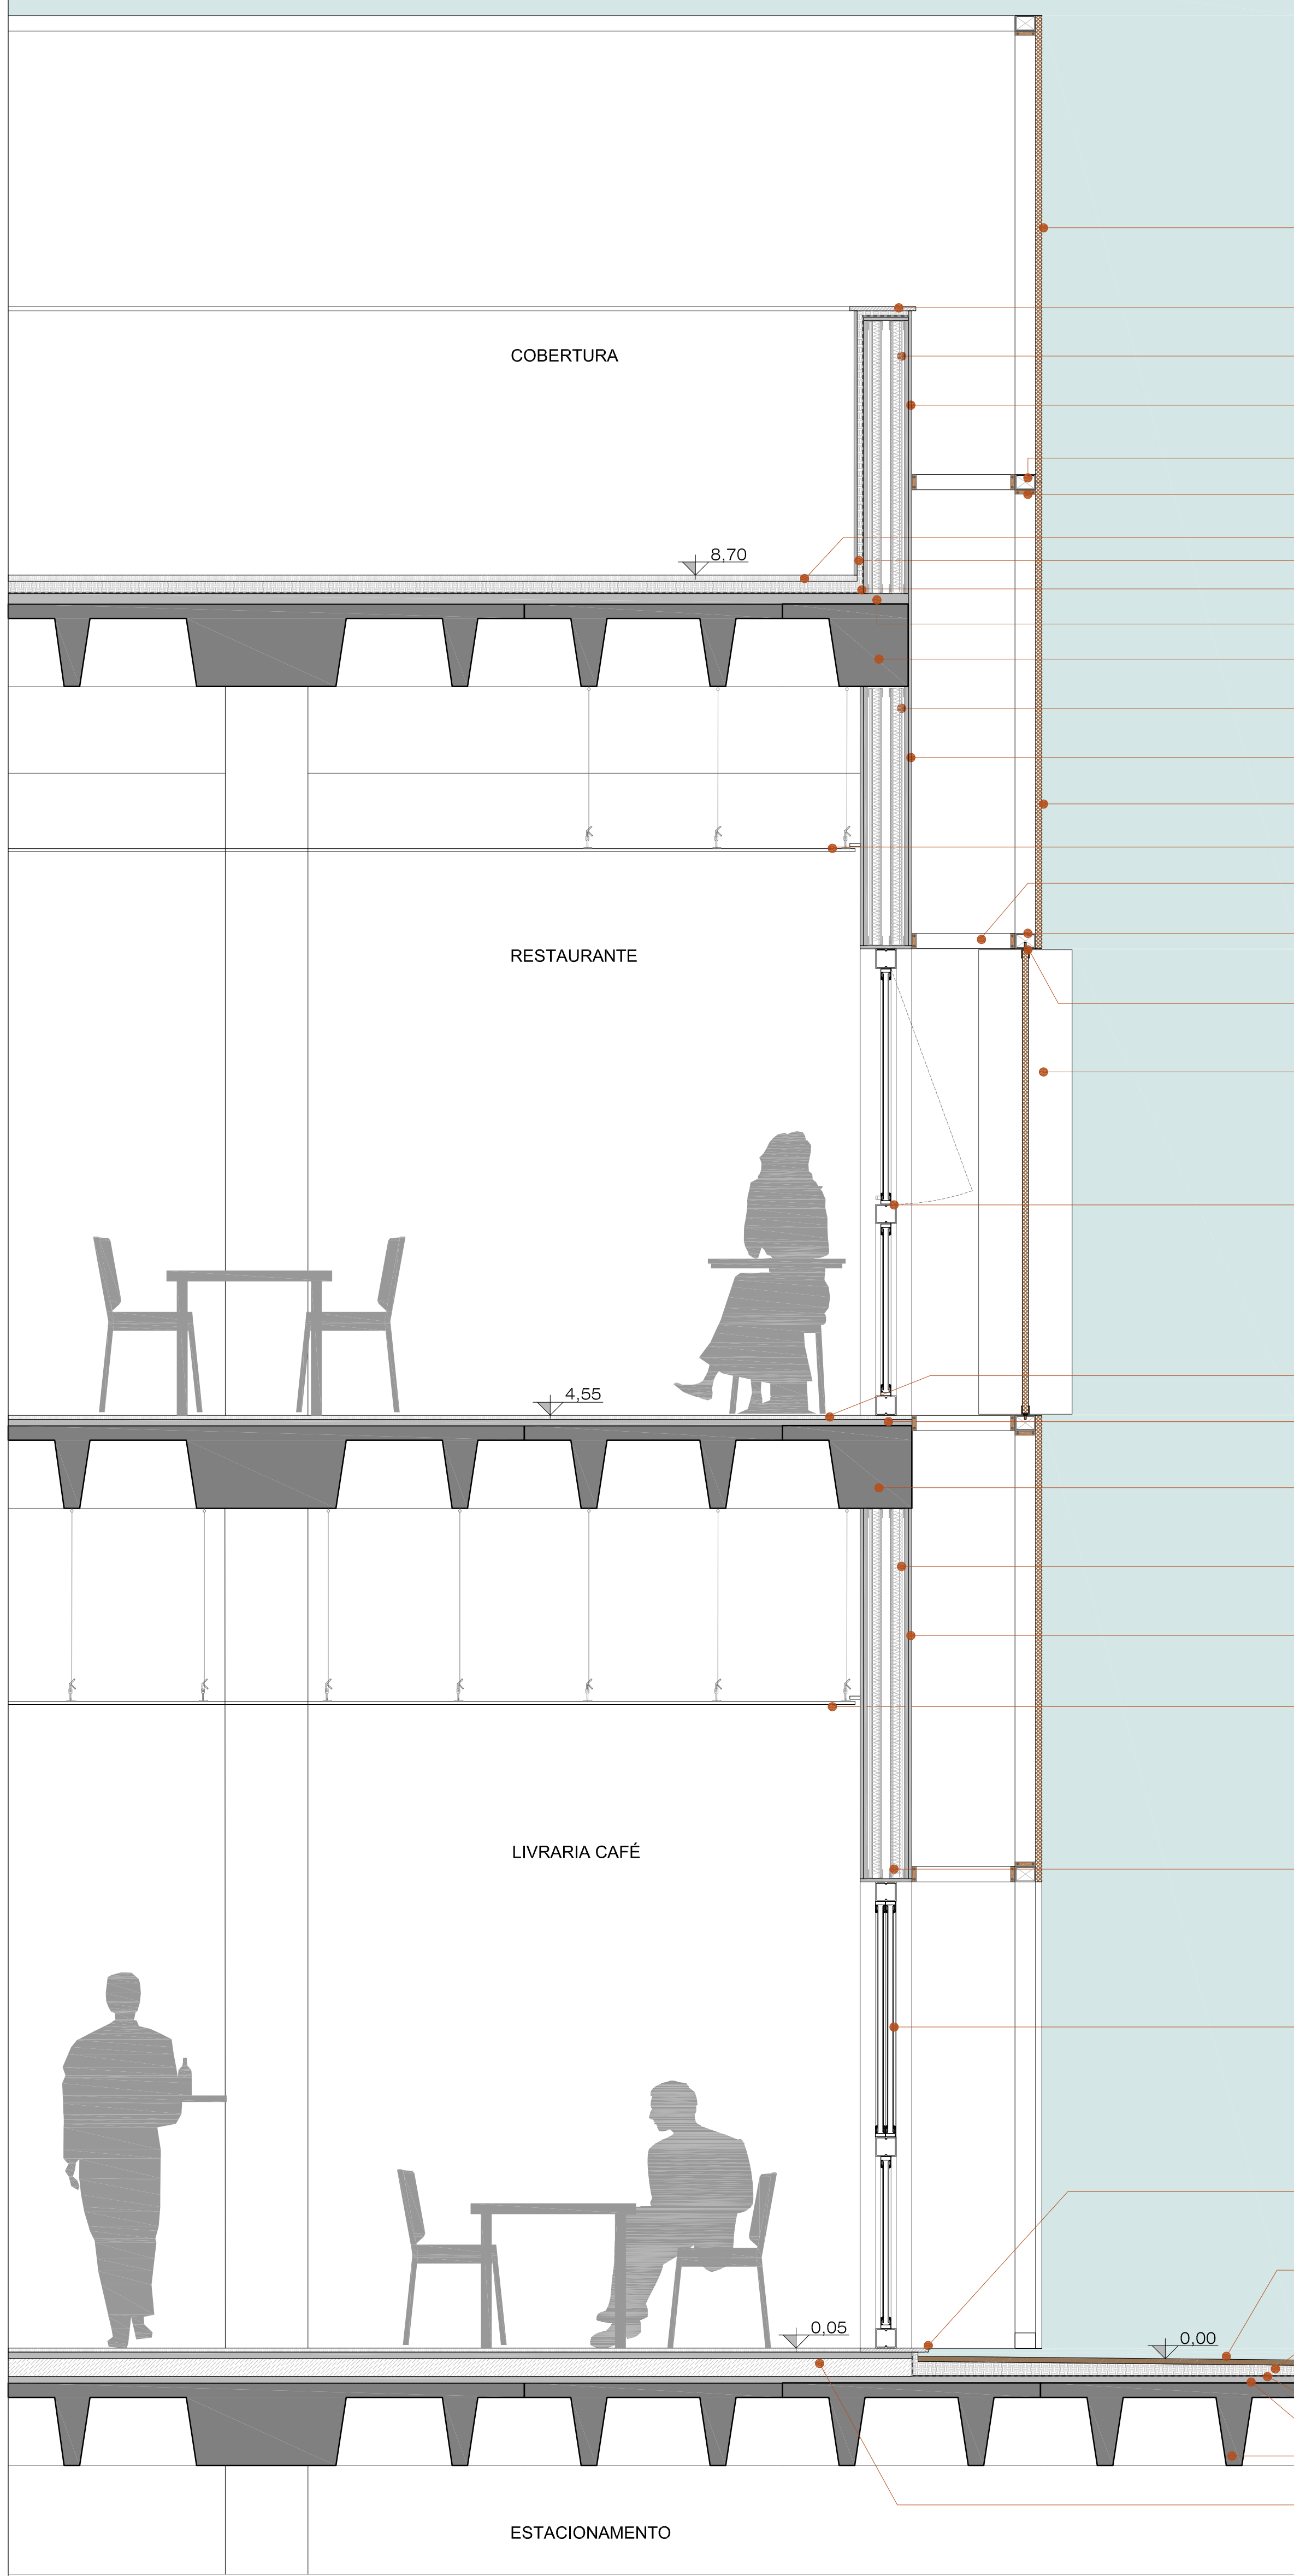 COBERTURA
8,70
RESTAURANTE
4,55
LIVRARIA CAFÉ
0,05
0,00
ESTACIONAMENTO